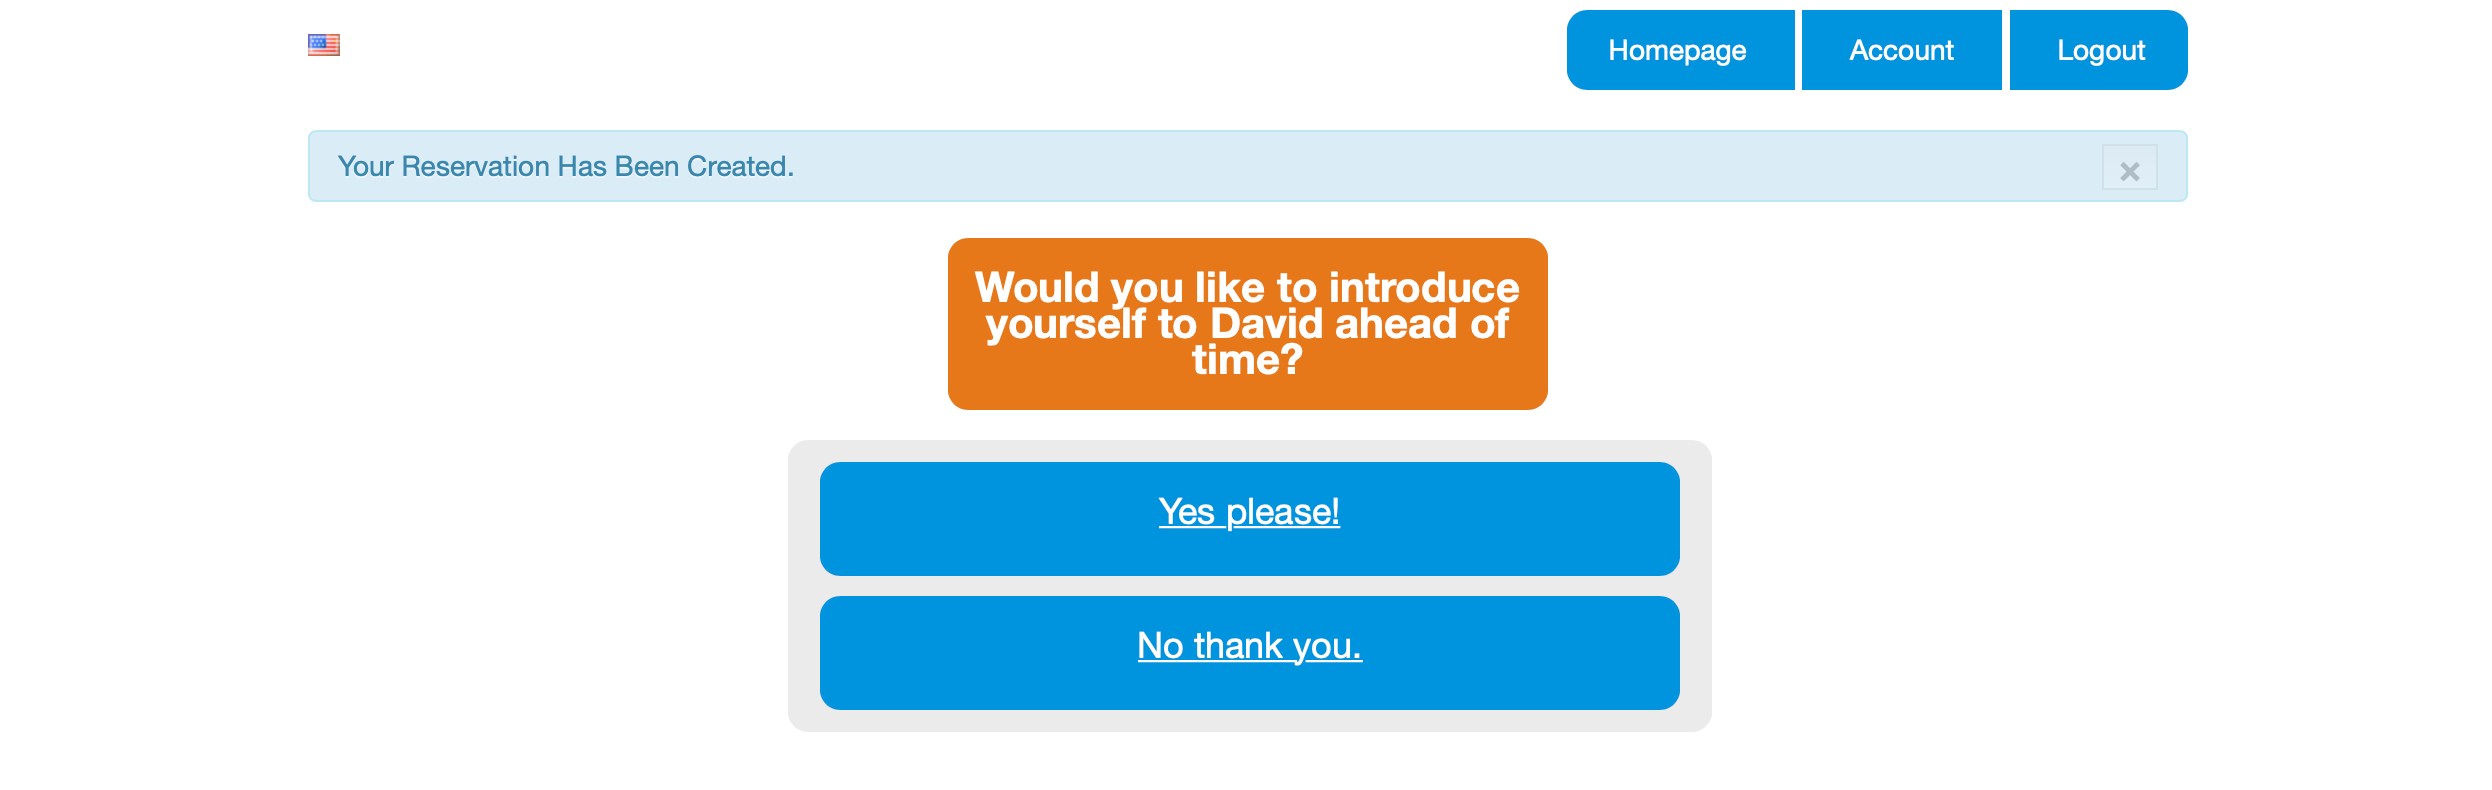 Homepage
Account
Logout
Your Reservation Has Been Created.
×
Would you like to introduce
yourself to David ahead of
time?
Yes please!
No thank you.